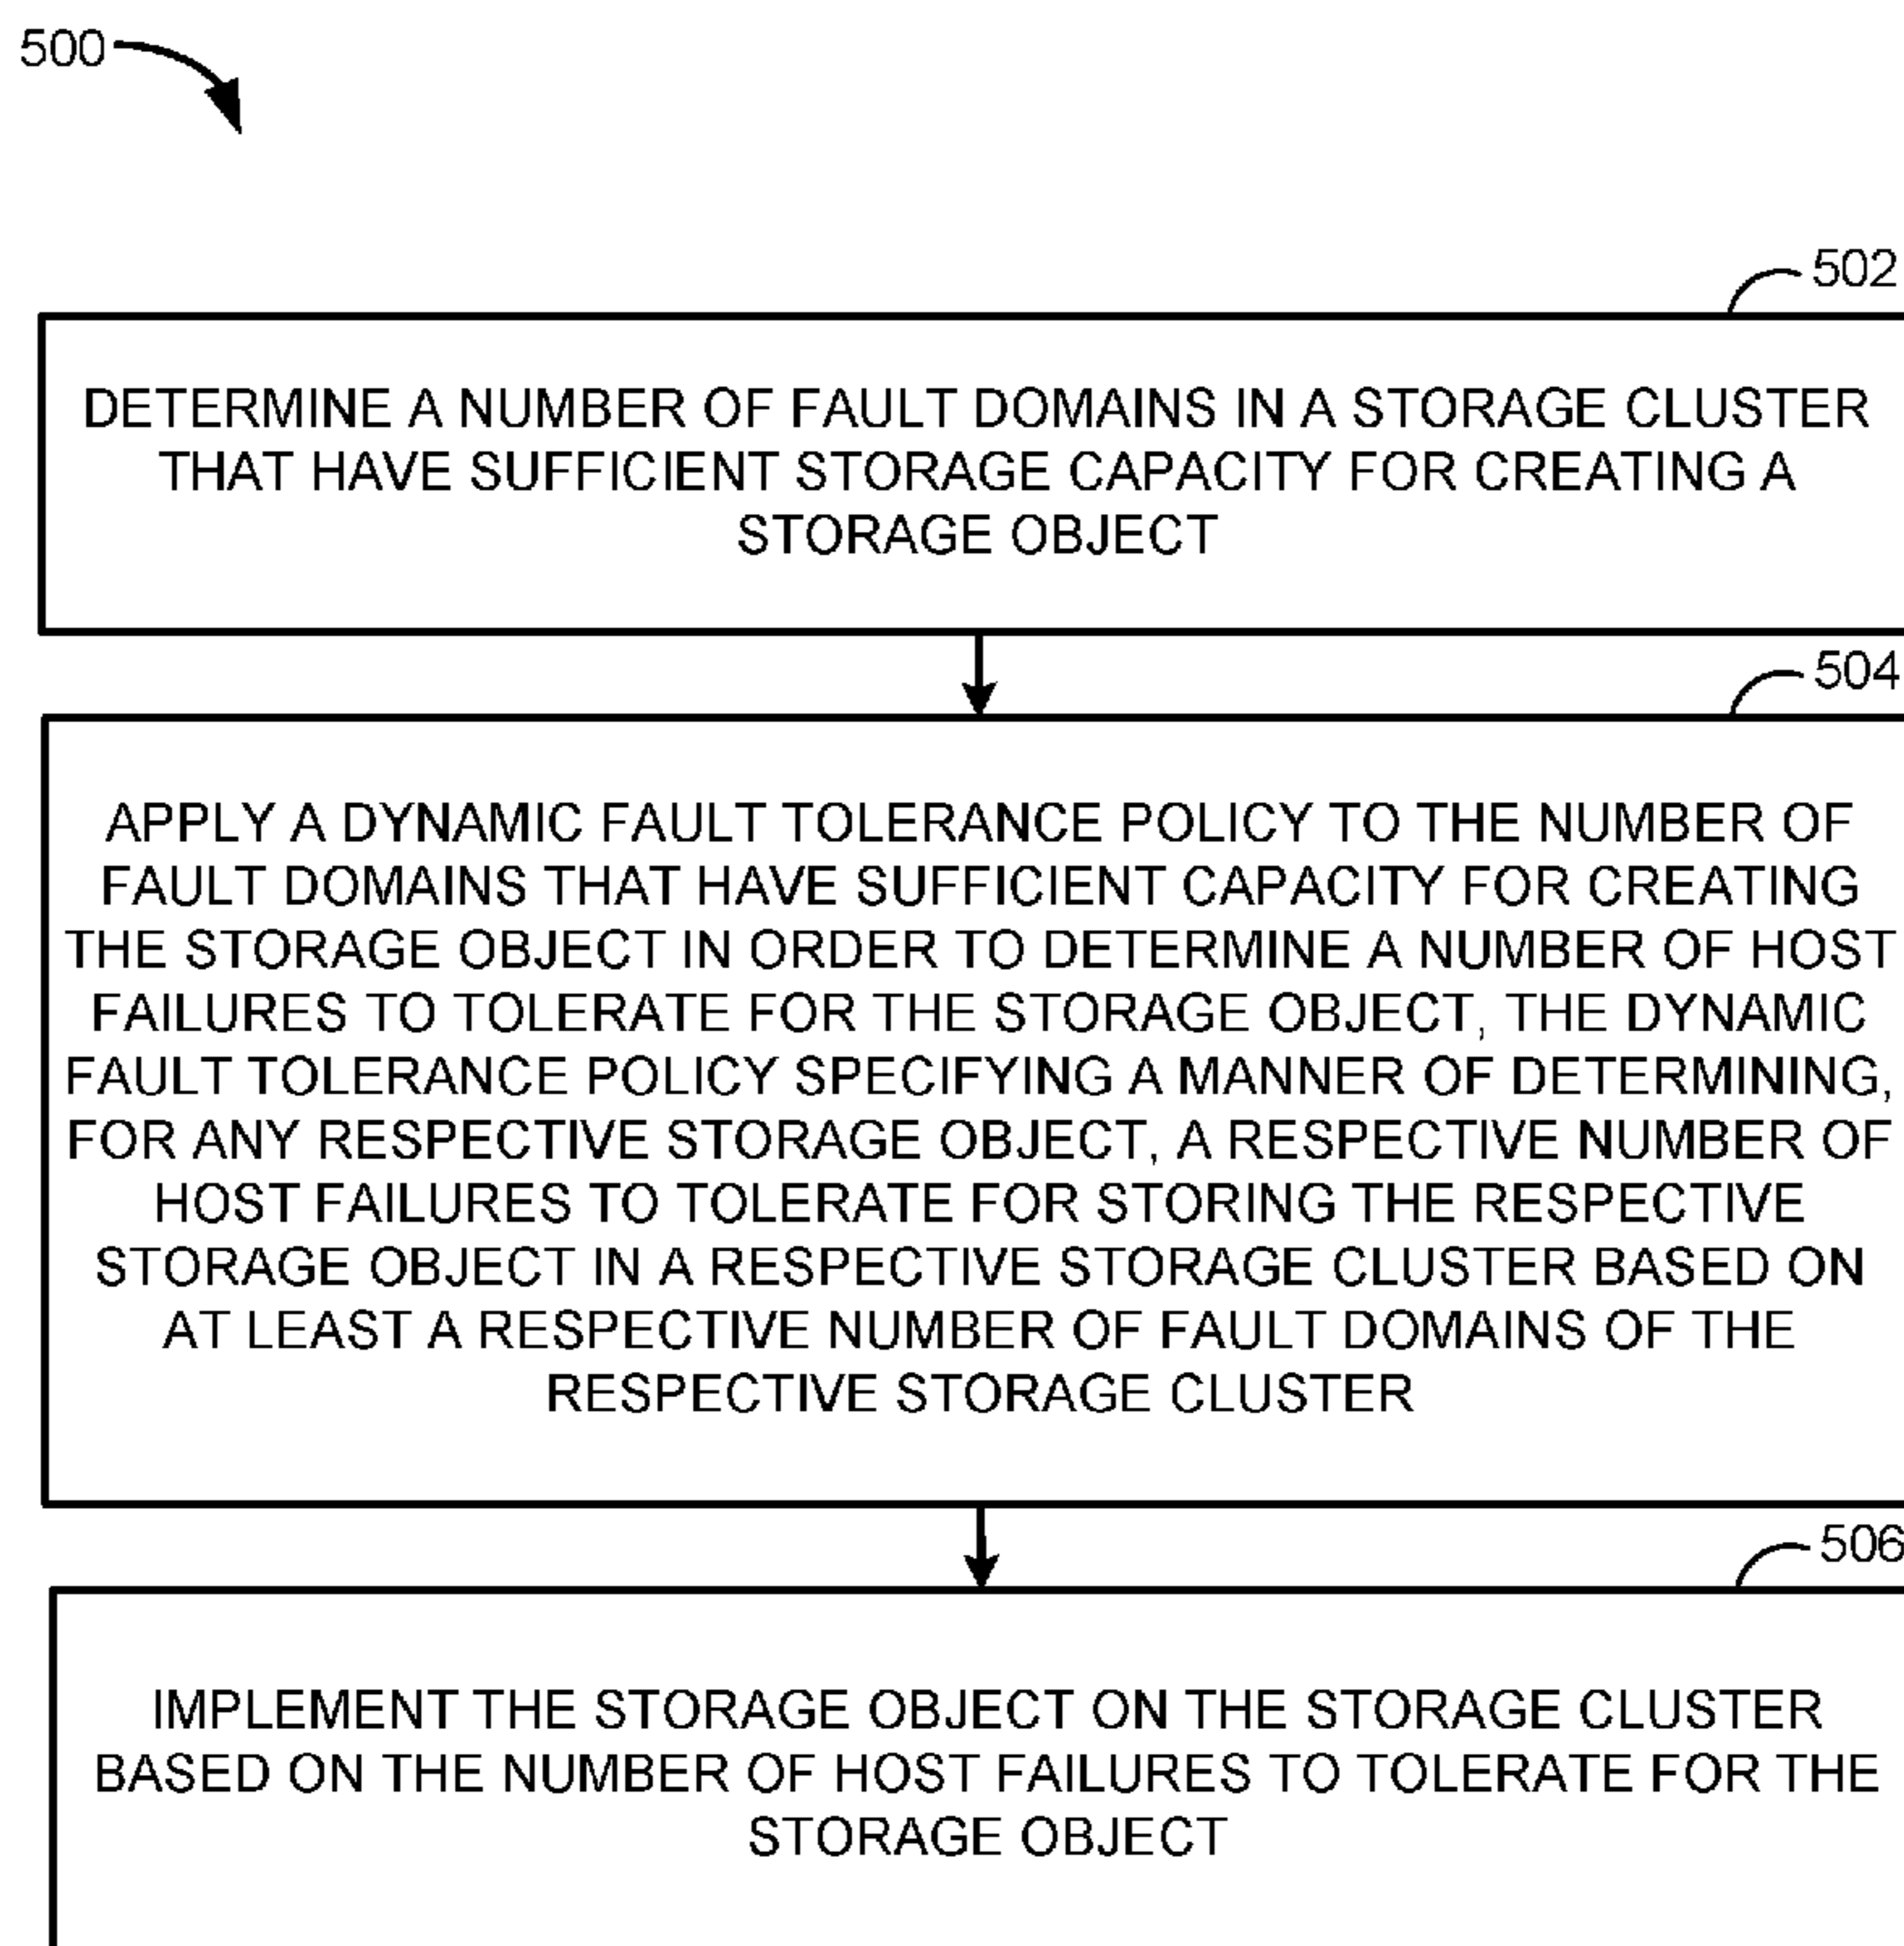 500
502
DETERMINE A NUMBER OF FAULT DOMAINS IN A STORAGE CLUSTER
THAT HAVE SUFFICIENT STORAGE CAPACITY FOR CREATING A
STORAGE OBJECT
504
APPLY A DYNAMIC FAULT TOLERANCE POLICY TO THE NUMBER OF
FAULT DOMAINS THAT HAVE SUFFICIENT CAPACITY FOR CREATING
THE STORAGE OBJECT IN ORDER TO DETERMINE A NUMBER OF HOST
FAILURES TO TOLERATE FOR THE STORAGE OBJECT, THE DYNAMIC
FAULT TOLERANCE POLICY SPECIFYING A MANNER OF DETERMINING,
FOR ANY RESPECTIVE STORAGE OBJECT, A RESPECTIVE NUMBER OF
HOST FAILURES TO TOLERATE FOR STORING THE RESPECTIVE
STORAGE OBJECT IN A RESPECTIVE STORAGE CLUSTER BASED ON
AT LEAST A RESPECTIVE NUMBER OF FAULT DOMAINS OF THE
RESPECTIVE STORAGE CLUSTER
506
IMPLEMENT THE STORAGE OBJECT ON THE STORAGE CLUSTER
BASED ON THE NUMBER OF HOST FAILURES TO TOLERATE FOR THE
STORAGE OBJECT